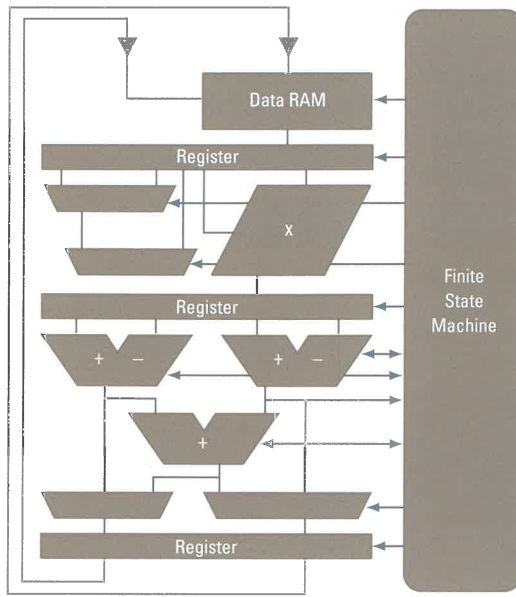 Data RAM
Register
x
Finite
State
Machine
Register
+ −
+ −
+
Register